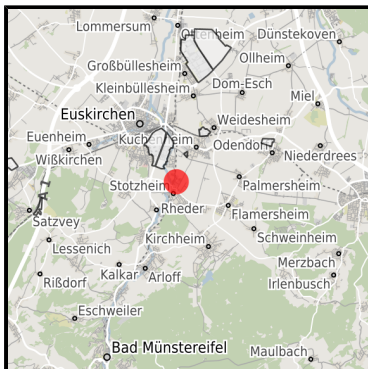 Lommersum
Ottenheim
Dünstekoven
Großbüllesheim
Ollheim
Kleinbüllesheim
Dom-Esch
Miel
Euskirchen
Weidesheim
Kuchenheim
Euenheim
Odendorf
Niederdrees
Wißkirchen
Stotzheim
Palmersheim
Rheder
Flamersheim
Satzvey
Schweinheim
Lessenich
Kirchheim
Merzbach
Kalkar
Arloff
Rißdorf
Irlenbusch
Eschweiler
Bad Münstereifel
Maulbach